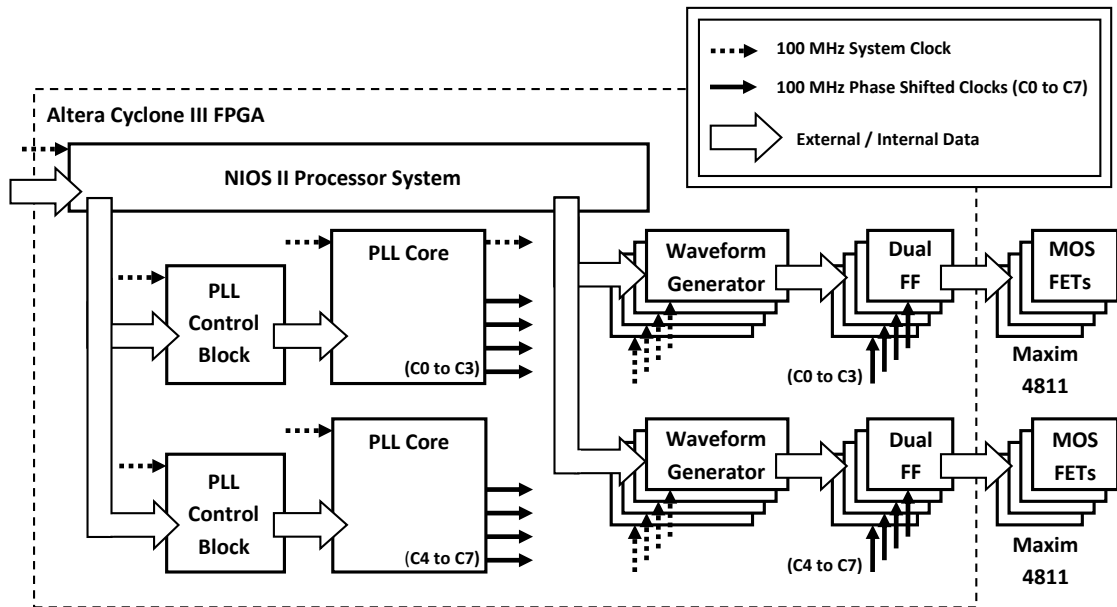 100 MHz System Clock
100 MHz Phase Shifted Clocks (C0 to C7)
External / Internal Data
Altera Cyclone III FPGA
NIOS II Processor System
PLL Core
(C0 to C3)
PLL
Control
Block
Waveform
Generator
Dual
FF
(C0 to C3)
MOS
FETs
Maxim
4811
PLL Core
(C4 to C7)
PLL
Control
Block
Waveform
Generator
Dual
FF
(C4 to C7)
MOS
FETs
Maxim
4811